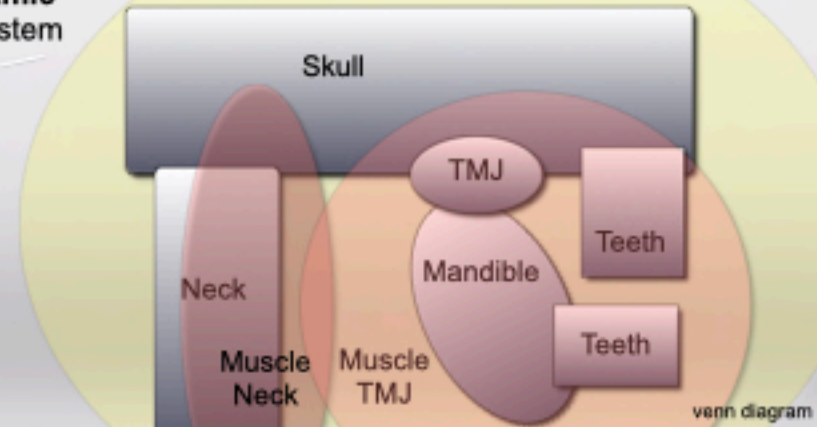 stem
Skull
TMJ
Teeth
Mandible
Neck
Teeth
Muscle
Neck
Muscle
TMJ
venn diagram